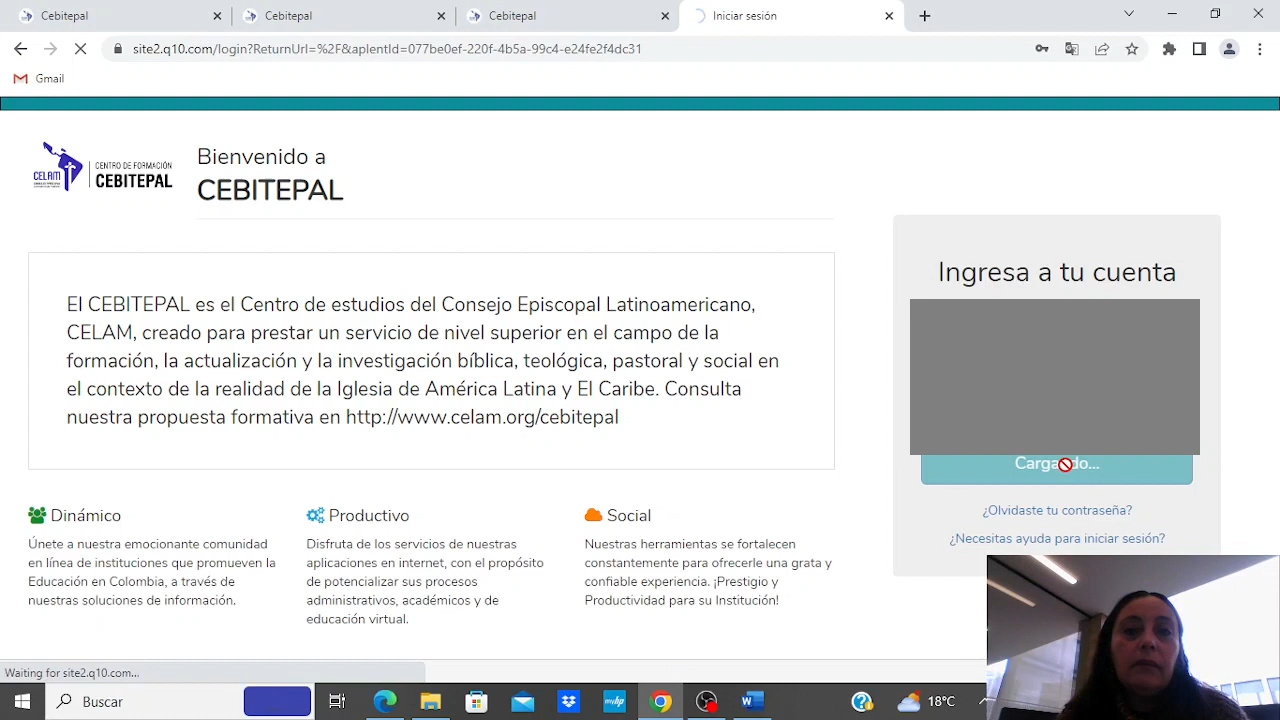 Cebitepal
Cebitepal
Cebitepal
Iniciar sesión
site2.q10.com/login?ReturnUrl=%2F&aplentId=077be0ef-220f-4b5a-99c4-e24fe2f4dc31
Gmail
CELAM
CENTRO DE FORMACIÓN
CEBITEPAL
Bienvenido a
CEBITEPAL
El CEBITEPAL es el Centro de estudios del Consejo Episcopal Latinoamericano,
CELAM, creado para prestar un servicio de nivel superior en el campo de la
formación, la actualización y la investigación bíblica, teológica, pastoral y social en
el contexto de la realidad de la Iglesia de América Latina y El Caribe. Consulta
nuestra propuesta formativa en http://www.celam.org/cebitepal
Ingresa a tu cuenta
Cargando...
¿Olvidaste tu contraseña?
¿Necesitas ayuda para iniciar sesión?
Dinámico
Únete a nuestra emocionante comunidad
en línea de instituciones que promueven la
Educación en Colombia, a través de
nuestras soluciones de información.
Productivo
Disfruta de los servicios de nuestras
aplicaciones en internet, con el propósito
de potencializar sus procesos
administrativos, académicos y de
educación virtual.
Social
Nuestras herramientas se fortalecen
constantemente para ofrecerle una grata y
confiable experiencia. ¡Prestigio y
Productividad para su Institución!
Waiting for site2.q10.com...
Buscar
18°C